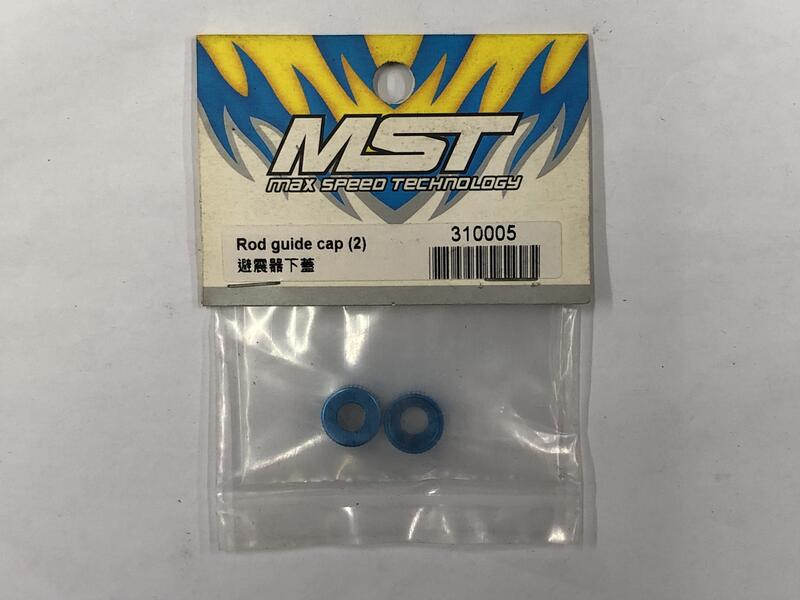 MST
MAX SPEED TECHNOLOGY
Rod guide cap (2)
310005
避震器下蓋